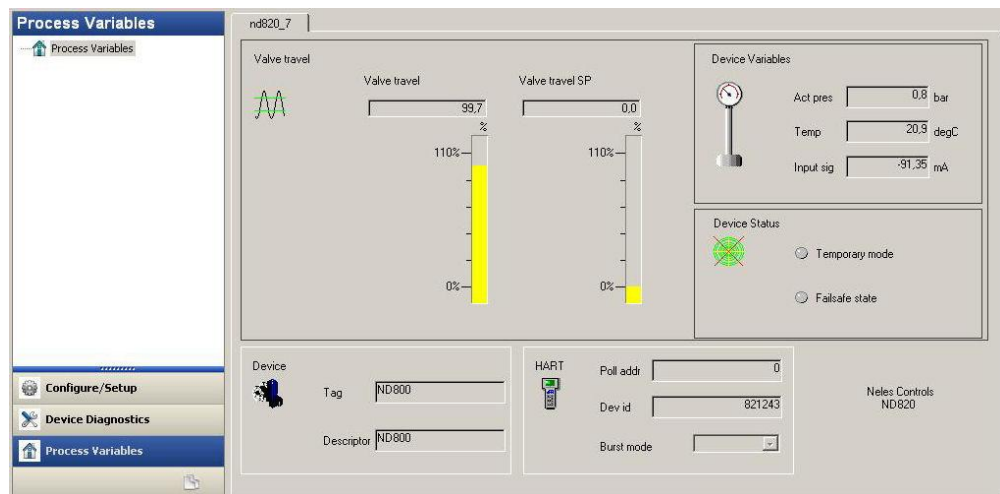 Process Variables
Process Variables
Configure/Setup
Device Diagnostics
Process Variables
nd820_7
Valve travel
Valve travel
99,7
%
110%
0%
Valve travel SP
0,0
%
110%
0%
Device Variables
Act pres 0,8 bar
Temp 20,9 degC
Input sig -91,35 mA
Device Status
Temporary mode
Failsafe state
Device
Tag ND800
Descriptor ND800
HART
Poll addr 0
Dev id 821243
Burst mode
Neles Controls
ND820